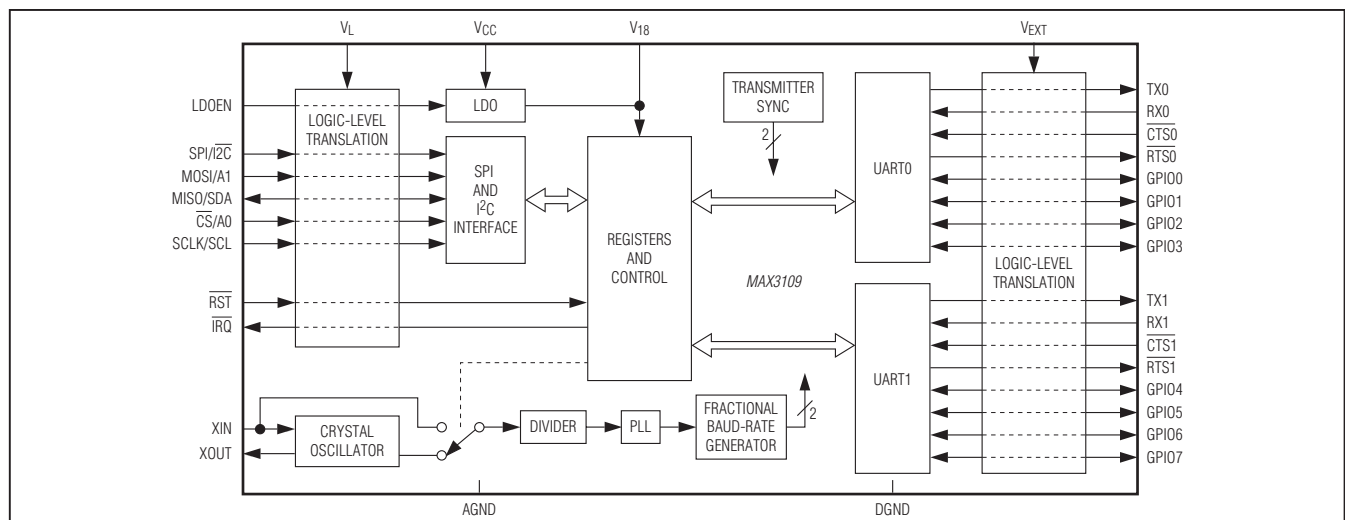 VL
VCC
V18
VEXT
LDOEN
SPI/I2C
MOSI/A1
MISO/SDA
CS/A0
SCLK/SCL
RST
IRQ
XIN
XOUT
LOGIC-LEVEL
TRANSLATION
LDO
SPI
AND
I2C
INTERFACE
REGISTERS
AND
CONTROL
TRANSMITTER
SYNC
2
MAX3109
CRYSTAL
OSCILLATOR
DIVIDER
PLL
FRACTIONAL
BAUD-RATE
GENERATOR
2
UART0
UART1
LOGIC-LEVEL
TRANSLATION
TX0
RX0
CTS0
RTS0
GPIO0
GPIO1
GPIO2
GPIO3
TX1
RX1
CTS1
RTS1
GPIO4
GPIO5
GPIO6
GPIO7
AGND
DGND